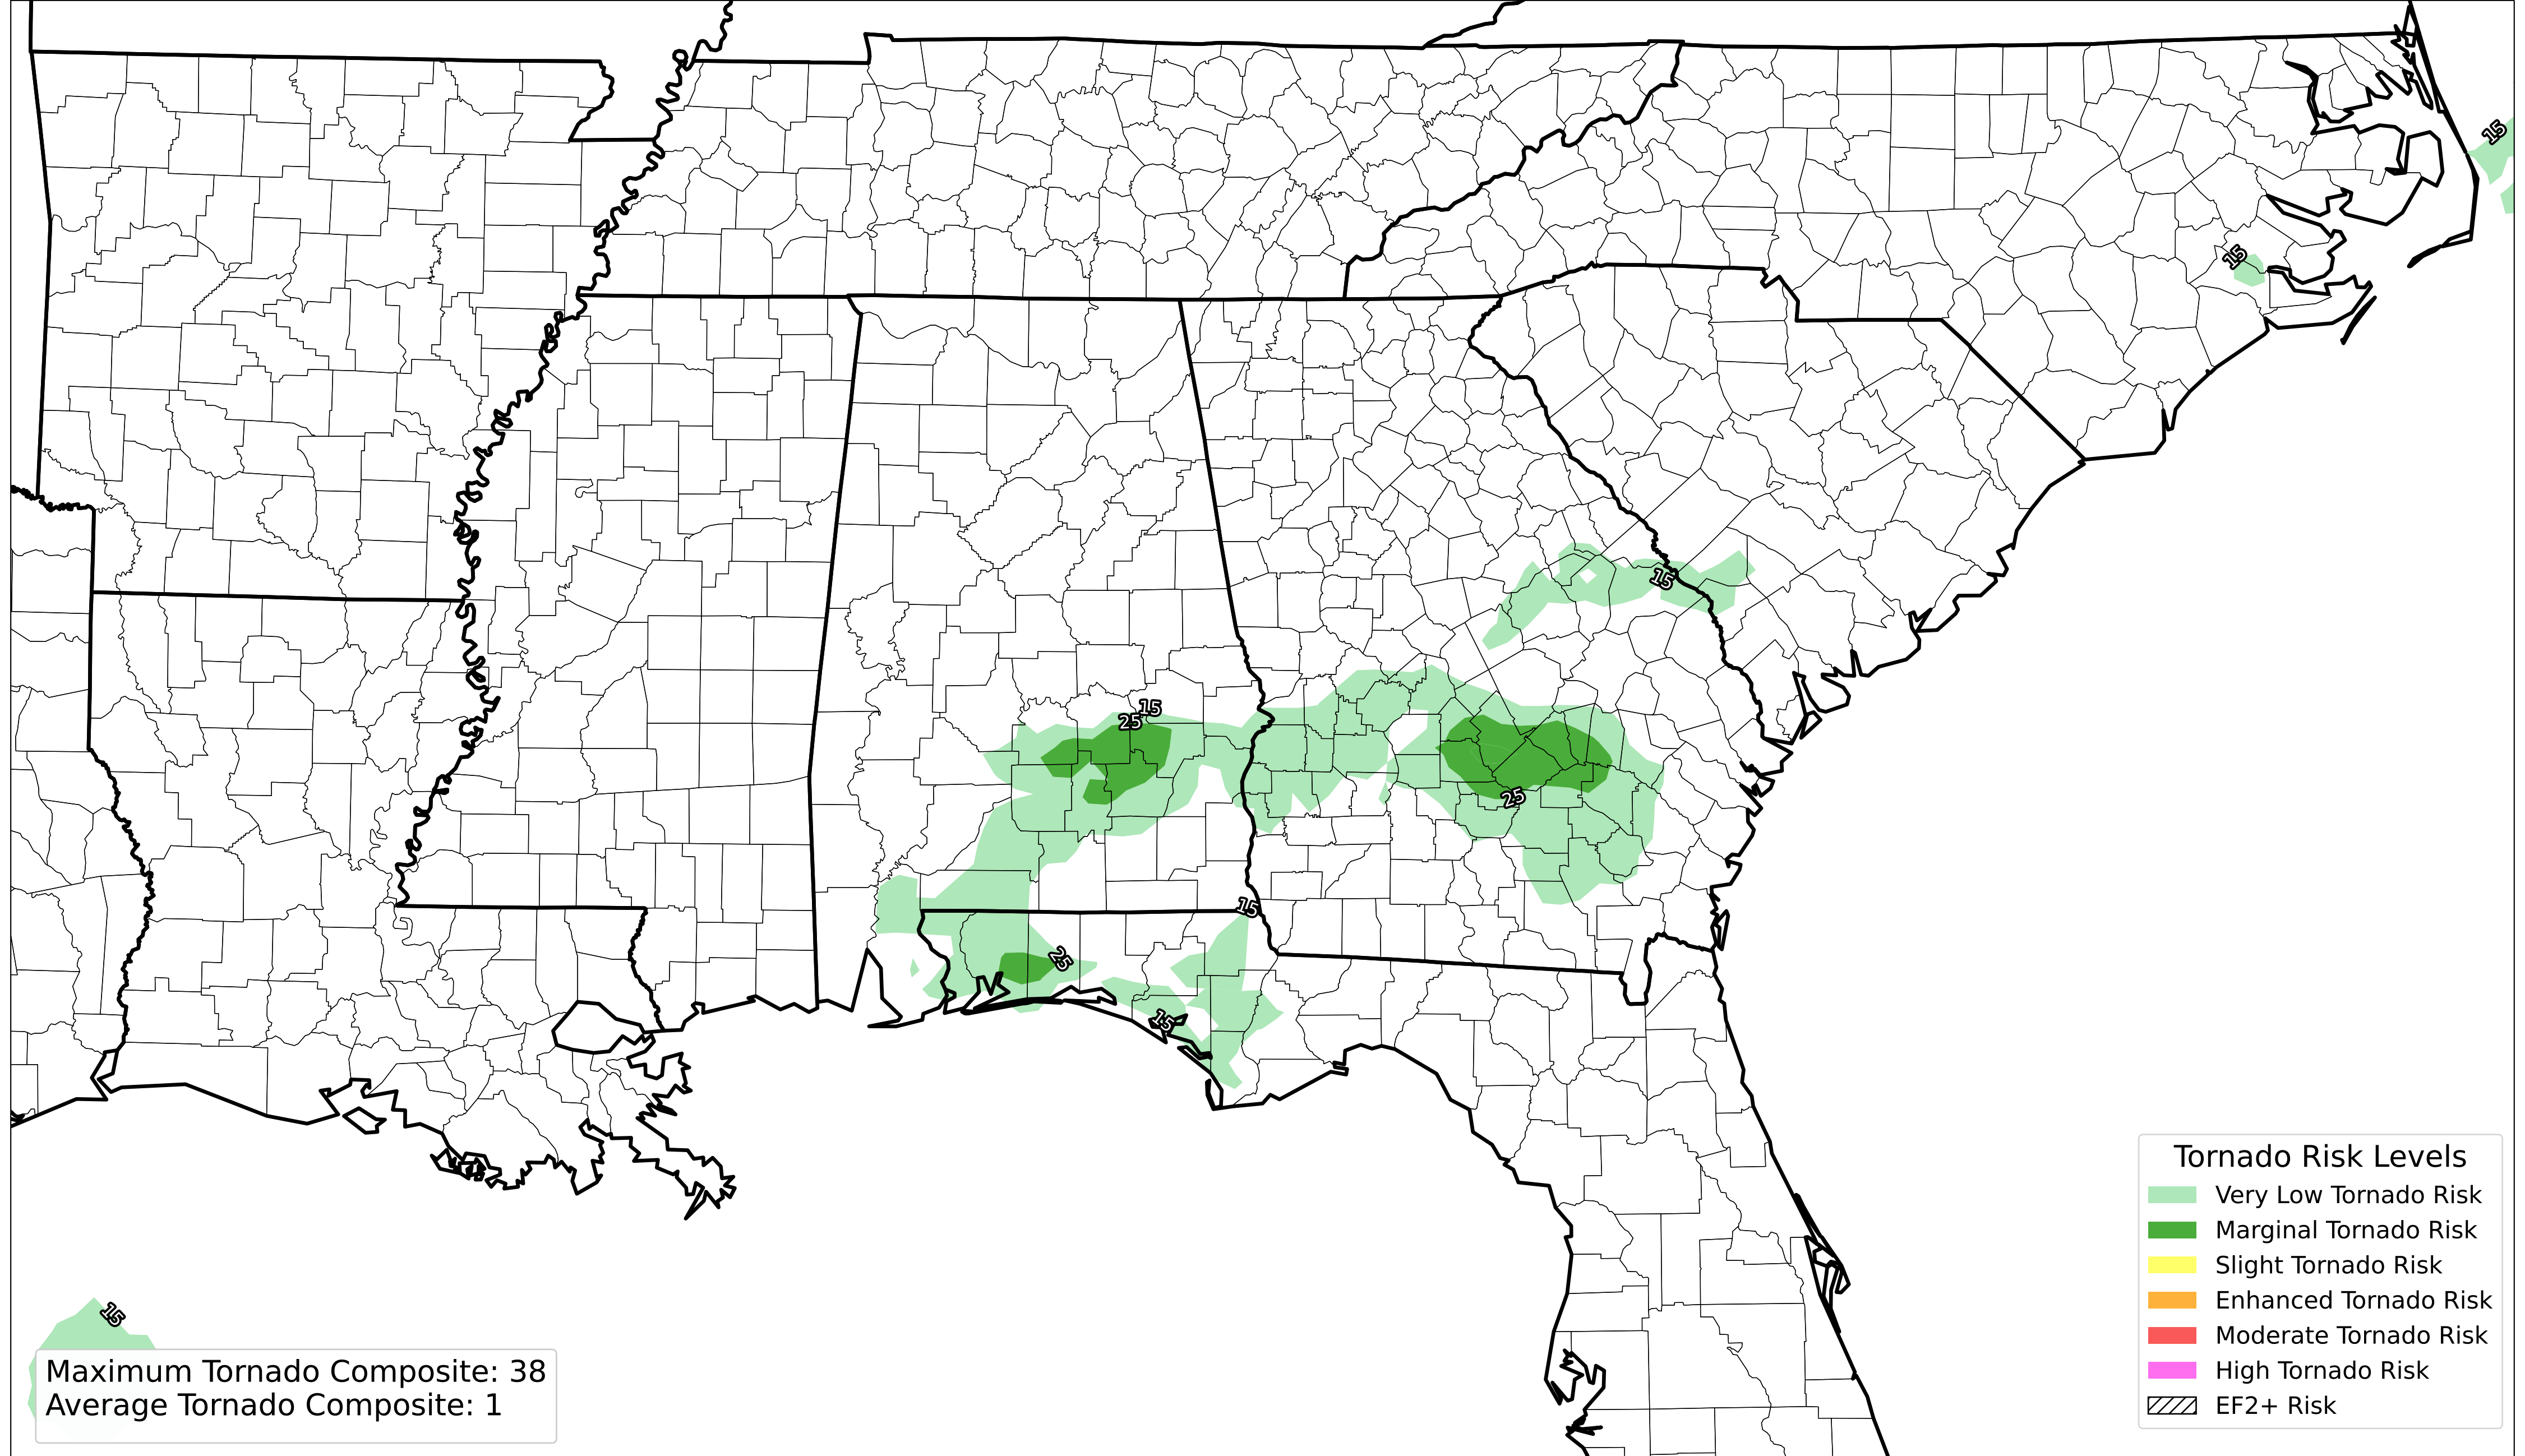 15
15
15
15
25
25
15
25
15
15
Maximum Tornado Composite: 38
Average Tornado Composite: 1
Tornado Risk Levels
Very Low Tornado Risk
Marginal Tornado Risk
Slight Tornado Risk
Enhanced Tornado Risk
Moderate Tornado Risk
High Tornado Risk
EF2+ Risk